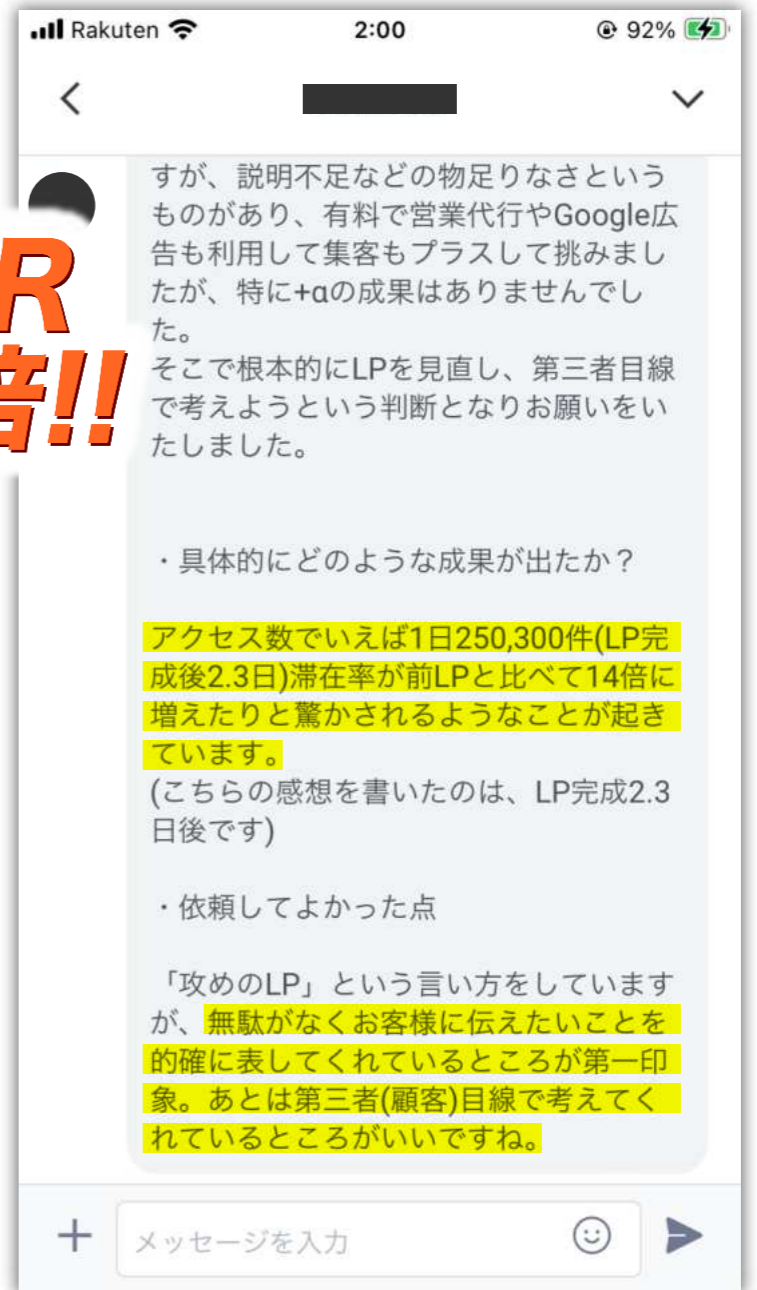 Rakuten
2:00
92%
すが、説明不足などの物足りなさという
ものがあり、有料で営業代行やGoogle広
告も利用して集客もプラスして挑みまし
たが、特に+αの成果はありませんでし
た。
そこで根本的にLPを見直し、第三者目線
で考えようという判断となりお願いをい
たしました。
R
倍!!
・具体的にどのような成果が出たか？
アクセス数でいえば1日250,300件(LP完
成後2.3日)滞在率が前LPと比べて14倍に
増えたりと驚かされるようなことが起き
ています。
(こちらの感想を書いたのは、LP完成2.3
日後です)
・依頼してよかった点
「攻めのLP」という言い方をしています
が、無駄がなくお客様に伝えたいことを
的確に表してくれているところが第一印
象。あとは第三者(顧客)目線で考えてく
れているところがいいですね。
メッセージを入力